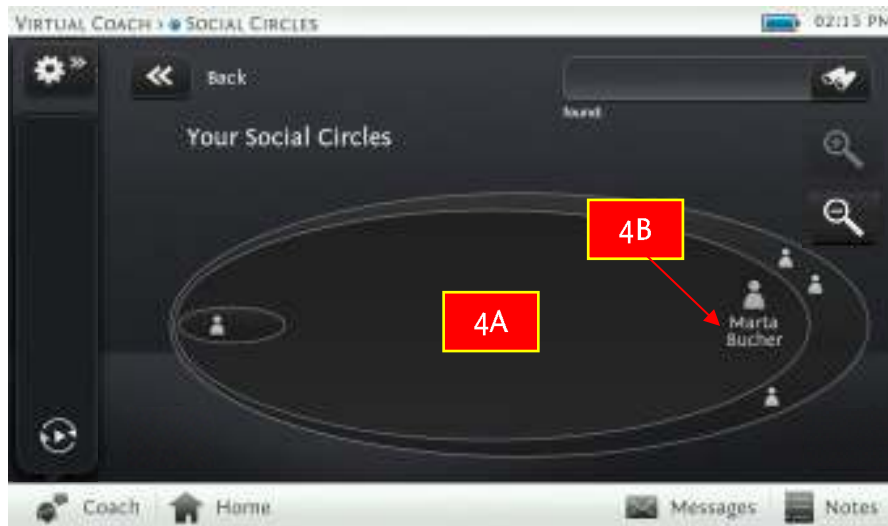 VIRTUAL COACH › SOCIAL CIRCLES
02:15 PM
Back
found:
Your Social Circles
4B
4A
Marta
Bucher
Coach
Home
Messages
Notes